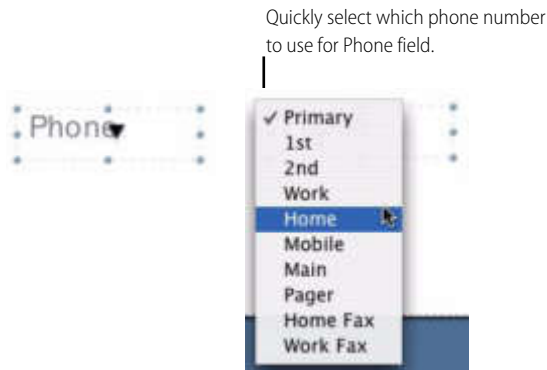 Quickly select which phone number
to use for Phone field.
Phone
✓ Primary
1st
2nd
Work
Home
Mobile
Main
Pager
Home Fax
Work Fax